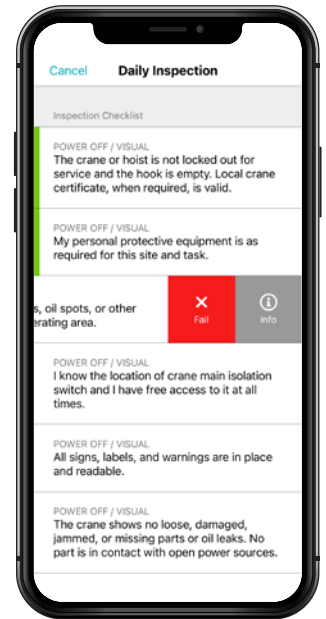 Cancel Daily Inspection
Inspection Checklist
POWER OFF / VISUAL
The crane or hoist is not locked out for
service and the hook is empty. Local crane
certificate, when required, is valid.
POWER OFF / VISUAL
My personal protective equipment is as
required for this site and task.
s, oil spots, or other
erating area.
Fail
Info
POWER OFF / VISUAL
I know the location of crane main isolation
switch and I have free access to it at all
times.
POWER OFF / VISUAL
All signs, labels, and warnings are in place
and readable.
POWER OFF / VISUAL
The crane shows no loose, damaged,
jammed, or missing parts or oil leaks. No
part is in contact with open power sources.